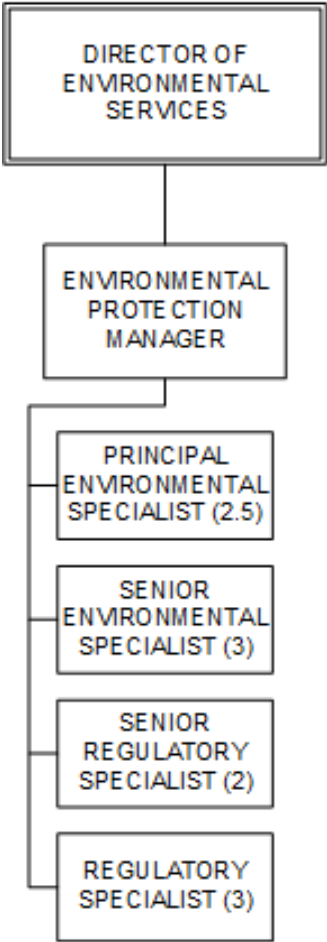 DIRECTOR OF
ENVIRONMENTAL
SERVICES
ENVIRONMENTAL
PROTECTION
MANAGER
PRINCIPAL
ENVIRONMENTAL
SPECIALIST (2.5)
SENIOR
ENVIRONMENTAL
SPECIALIST (3)
SENIOR
REGULATORY
SPECIALIST (2)
REGULATORY
SPECIALIST (3)